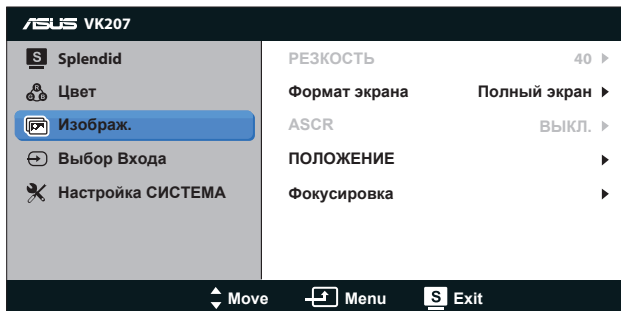 ASUS VK207
S Splendid
РЕЗКОСТЬ 40
Цвет
Формат экрана Полный экран
Изображ.
ASCR ВЫКЛ.
Выбор Входа
ПОЛОЖЕНИЕ
Настройка СИСТЕМА
Фокусировка
Move Menu S Exit